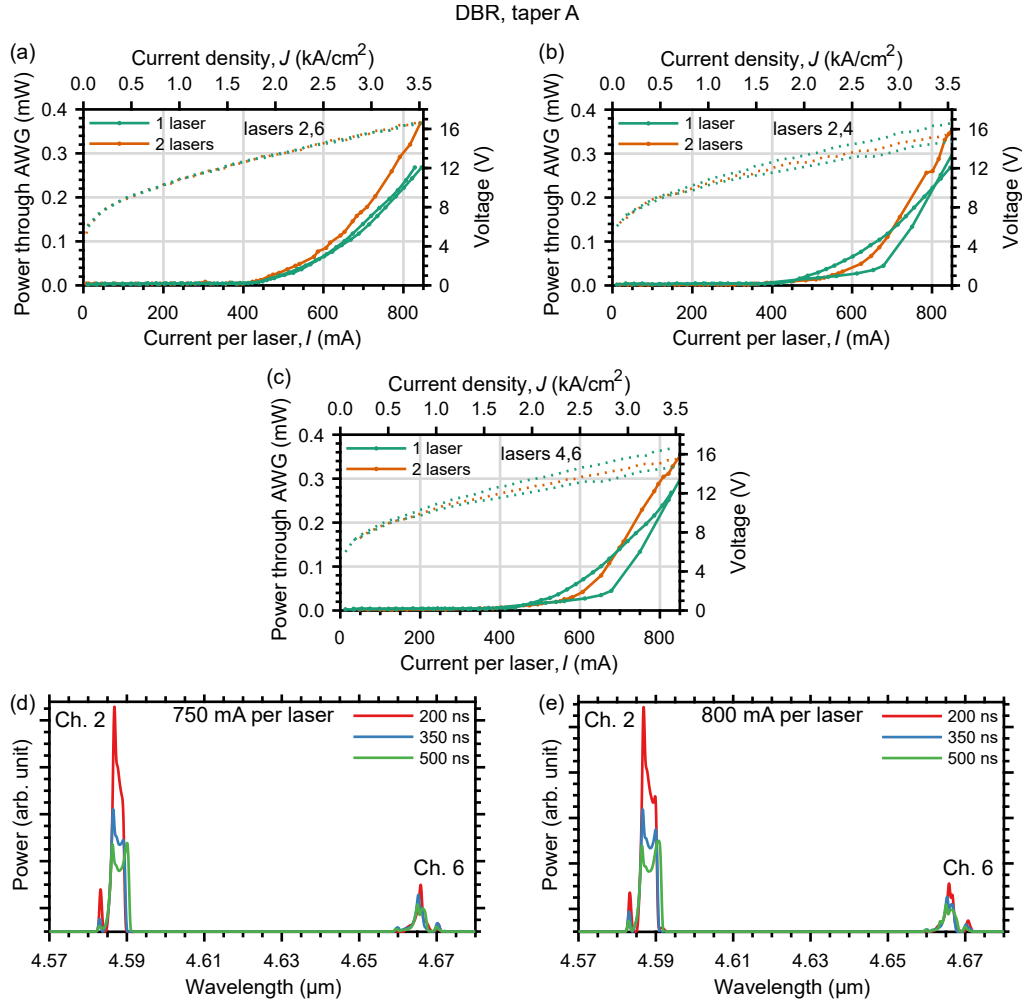 DBR, taper A
(a)
Current density, J (kA/cm²)
0.0 0.5 1.0 1.5 2.0 2.5 3.0 3.5
Power through AWG (mW)
0.4
0.3
0.2
0.1
0.0
1 laser
2 lasers
lasers 2,6
16
12
8
4
0
Voltage (V)
0 200 400 600 800
Current per laser, I (mA)
(b)
Current density, J (kA/cm²)
0.0 0.5 1.0 1.5 2.0 2.5 3.0 3.5
Power through AWG (mW)
0.4
0.3
0.2
0.1
0.0
1 laser
2 lasers
lasers 2,4
16
12
8
4
0
Voltage (V)
0 200 400 600 800
Current per laser, I (mA)
(c)
Current density, J (kA/cm²)
0.0 0.5 1.0 1.5 2.0 2.5 3.0 3.5
Power through AWG (mW)
0.4
0.3
0.2
0.1
0.0
1 laser
2 lasers
lasers 4,6
16
12
8
4
0
Voltage (V)
0 200 400 600 800
Current per laser, I (mA)
(d)
Ch. 2
750 mA per laser
200 ns
350 ns
500 ns
Ch. 6
Power (arb. unit)
4.57 4.59 4.61 4.63 4.65 4.67
Wavelength (μm)
(e)
Ch. 2
800 mA per laser
200 ns
350 ns
500 ns
Ch. 6
Power (arb. unit)
4.57 4.59 4.61 4.63 4.65 4.67
Wavelength (μm)